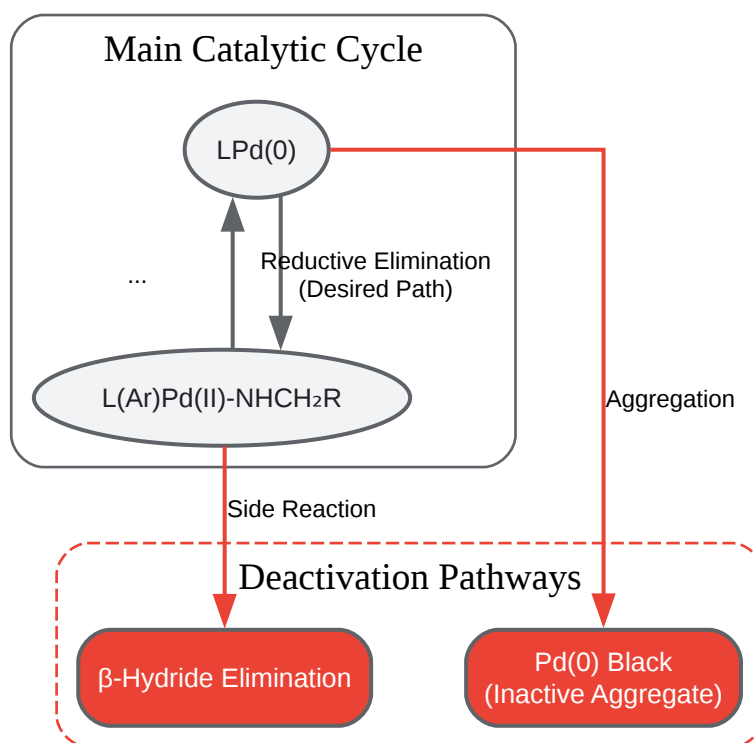 Main Catalytic Cycle
LPd(0)
Reductive Elimination
(Desired Path)
...
L(Ar)Pd(II)-NHCH₂R
Aggregation
Side Reaction
Deactivation Pathways
β-Hydride Elimination
Pd(0) Black
(Inactive Aggregate)